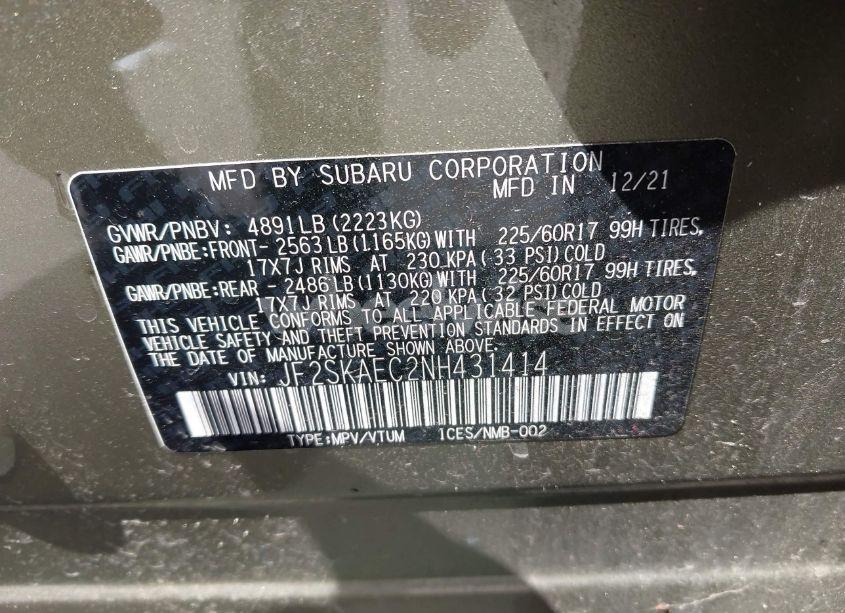 MFD BY SUBARU CORPORATION
MFD IN 12/21
GVWR/PNBV: 4891LB(2223KG)
GAWR/PNBE:FRONT- 2563LB(1165KG)WITH 225/60R17 99H TIRES,
17X7J RIMS AT 230 KPA( 33 PSI)COLD
GAWR/PNBE:REAR - 2486LB(1130KG)WITH 225/60R17 99H TIRES,
17X7J RIMS AT 220 KPA( 32 PSI)COLD
THIS VEHICLE CONFORMS TO ALL APPLICABLE FEDERAL MOTOR
VEHICLE SAFETY AND THEFT PREVENTION STANDARDS IN EFFECT ON
THE DATE OF MANUFACTURE SHOWN ABOVE.
VIN: JF2SKAEC2NH431414
TYPE:MPV/VTUM ICES/NMB-002